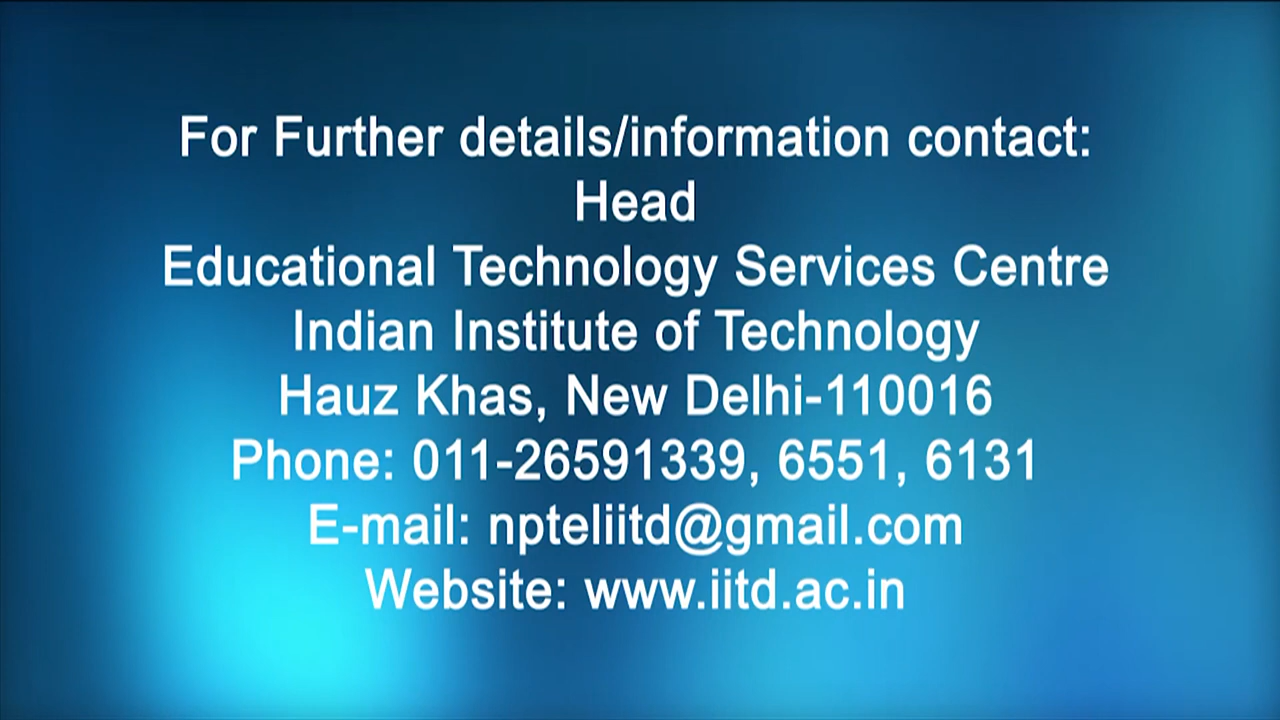 For Further details/information contact:
Head
Educational Technology Services Centre
Indian Institute of Technology
Hauz Khas, New Delhi-110016
Phone: 011-26591339, 6551, 6131
E-mail: npteliitd@gmail.com
Website: www.iitd.ac.in